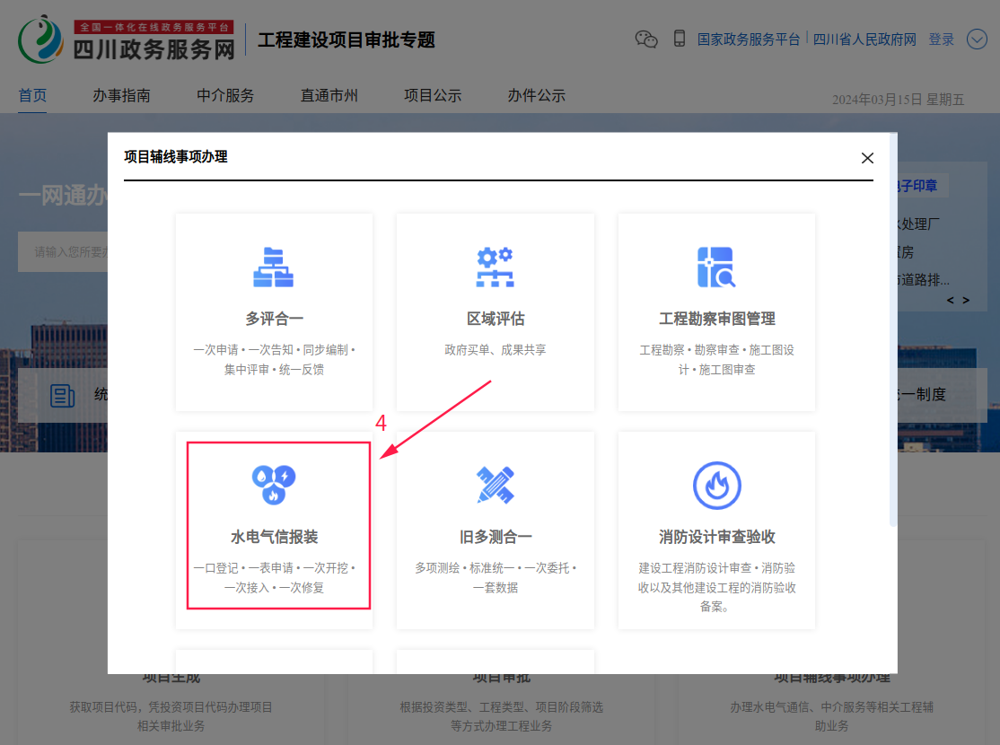 全国一体化在线政务服务平台
四川政务服务网
工程建设项目审批专题
国家政务服务平台 四川省人民政府网 登录
首页 办事指南 中介服务 直通市州 项目公示 办件公示
2024年03月15日 星期五
项目辅线事项办理
一网通办
电子印章
请输入您所要办
水处理厂
置房
市道路排...
< >
多评合一
一次申请 • 一次告知 • 同步编制 •
集中评审 • 统一反馈
区域评估
政府买单、成果共享
工程勘察审图管理
工程勘察 • 勘察审查 • 施工图设
计 • 施工图审查
统
统一制度
4
水电气信报装
一口登记 • 一表申请 • 一次开挖 •
一次接入 • 一次修复
旧多测合一
多项测绘 • 标准统一 • 一次委托 •
一套数据
消防设计审查验收
建设工程消防设计审查 • 消防验
收以及其他建设工程的消防验收
备案。
项目生成
获取项目代码，凭投资项目代码办理项目
相关审批业务
项目审批
根据投资类型、工程类型、项目阶段筛选
等方式办理工程业务
项目辅线事项办理
办理水电气通信、中介服务等相关工程辅
助业务